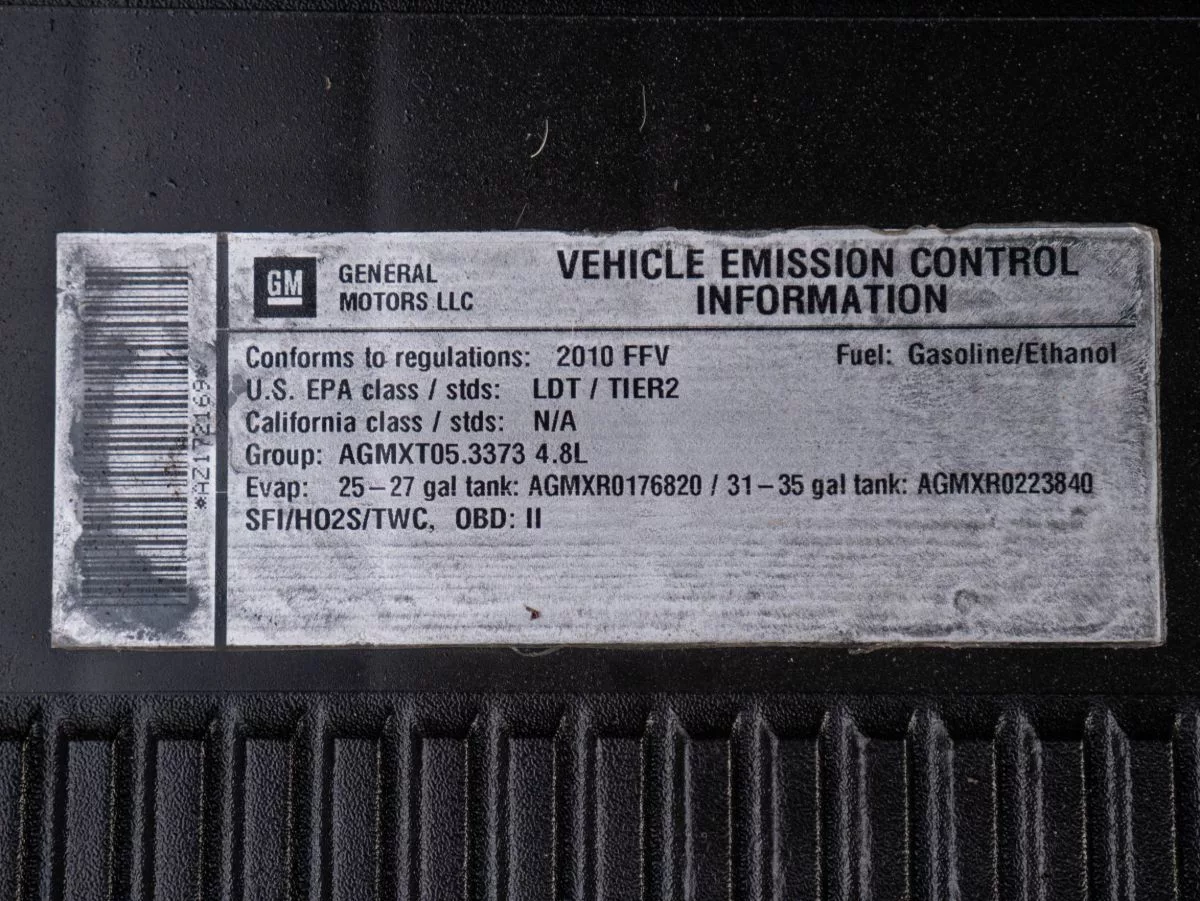 GM
GENERAL
MOTORS LLC
VEHICLE EMISSION CONTROL
INFORMATION
Conforms to regulations: 2010 FFV Fuel: Gasoline/Ethanol
U.S. EPA class / stds: LDT / TIER2
California class / stds: N/A
Group: AGMXT05.3373 4.8L
Evap: 25–27 gal tank: AGMXR0176820 / 31–35 gal tank: AGMXR0223840
SFI/HO2S/TWC, OBD: II
*AZ172169*